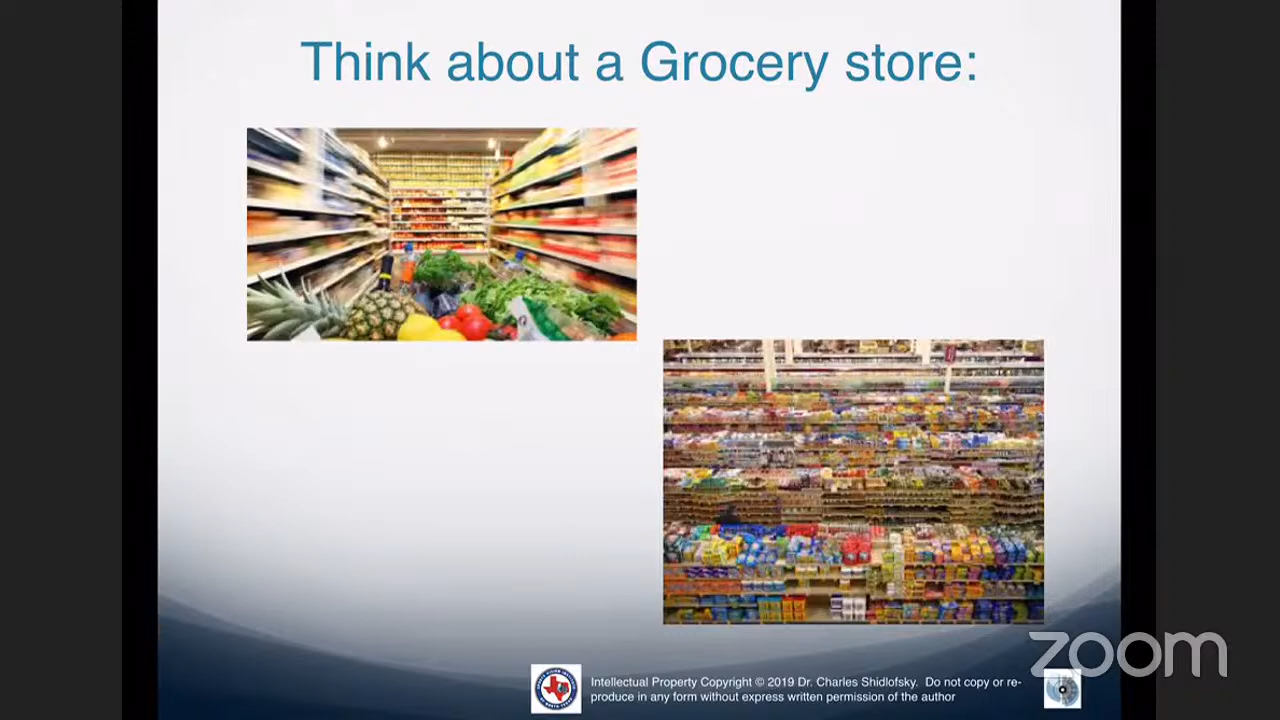 Think about a Grocery store:
Intellectual Property Copyright © 2019 Dr. Charles Shidlofsky. Do not copy or re-
produce in any form without express written permission of the author
zoom